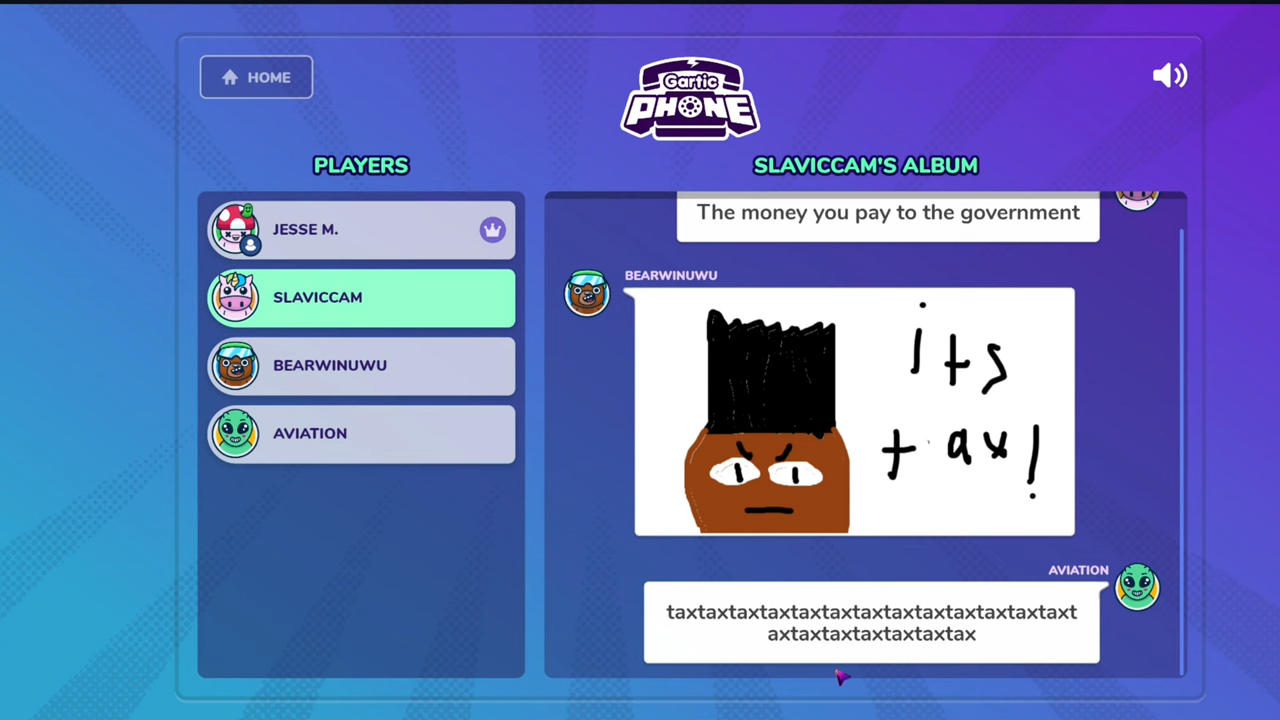 HOME
Gartic
PHONE
PLAYERS
SLAVICCAM'S ALBUM
JESSE M.
SLAVICCAM
BEARWINUWU
AVIATION
The money you pay to the government
BEARWINUWU
its
tax!
AVIATION
taxtaxtaxtaxtaxtaxtaxtaxtaxtaxtaxtaxtaxt
axtaxtaxtaxtaxtaxtax